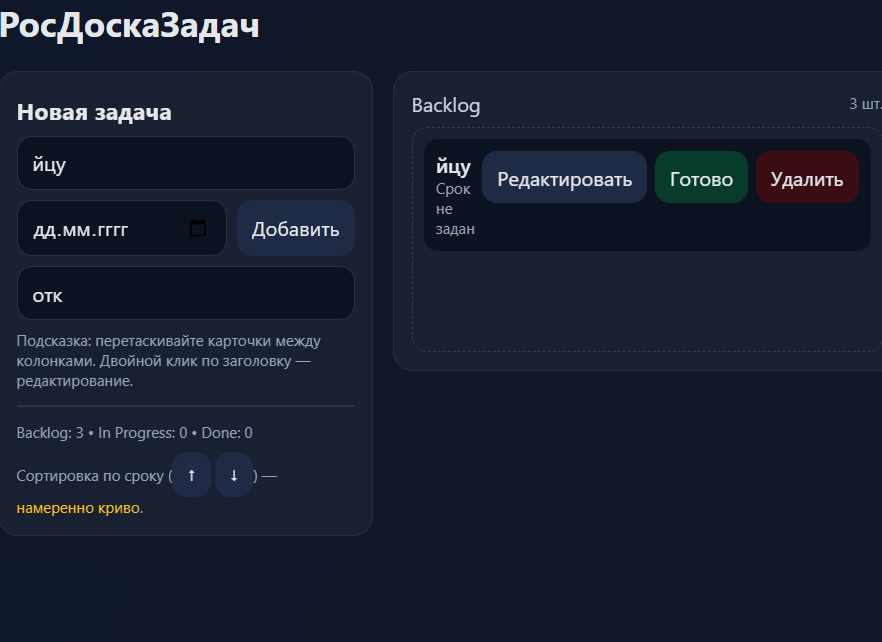 РосДоскаЗадач
Новая задача
йцу
дд.мм.гггг
Добавить
отк
Подсказка: перетаскивайте карточки между
колонками. Двойной клик по заголовку —
редактирование.
Backlog: 3 • In Progress: 0 • Done: 0
Сортировка по сроку ( ↑ ↓ ) —
намеренно криво.
Backlog
3 шт.
йцу
Срок
не
задан
Редактировать
Готово
Удалить